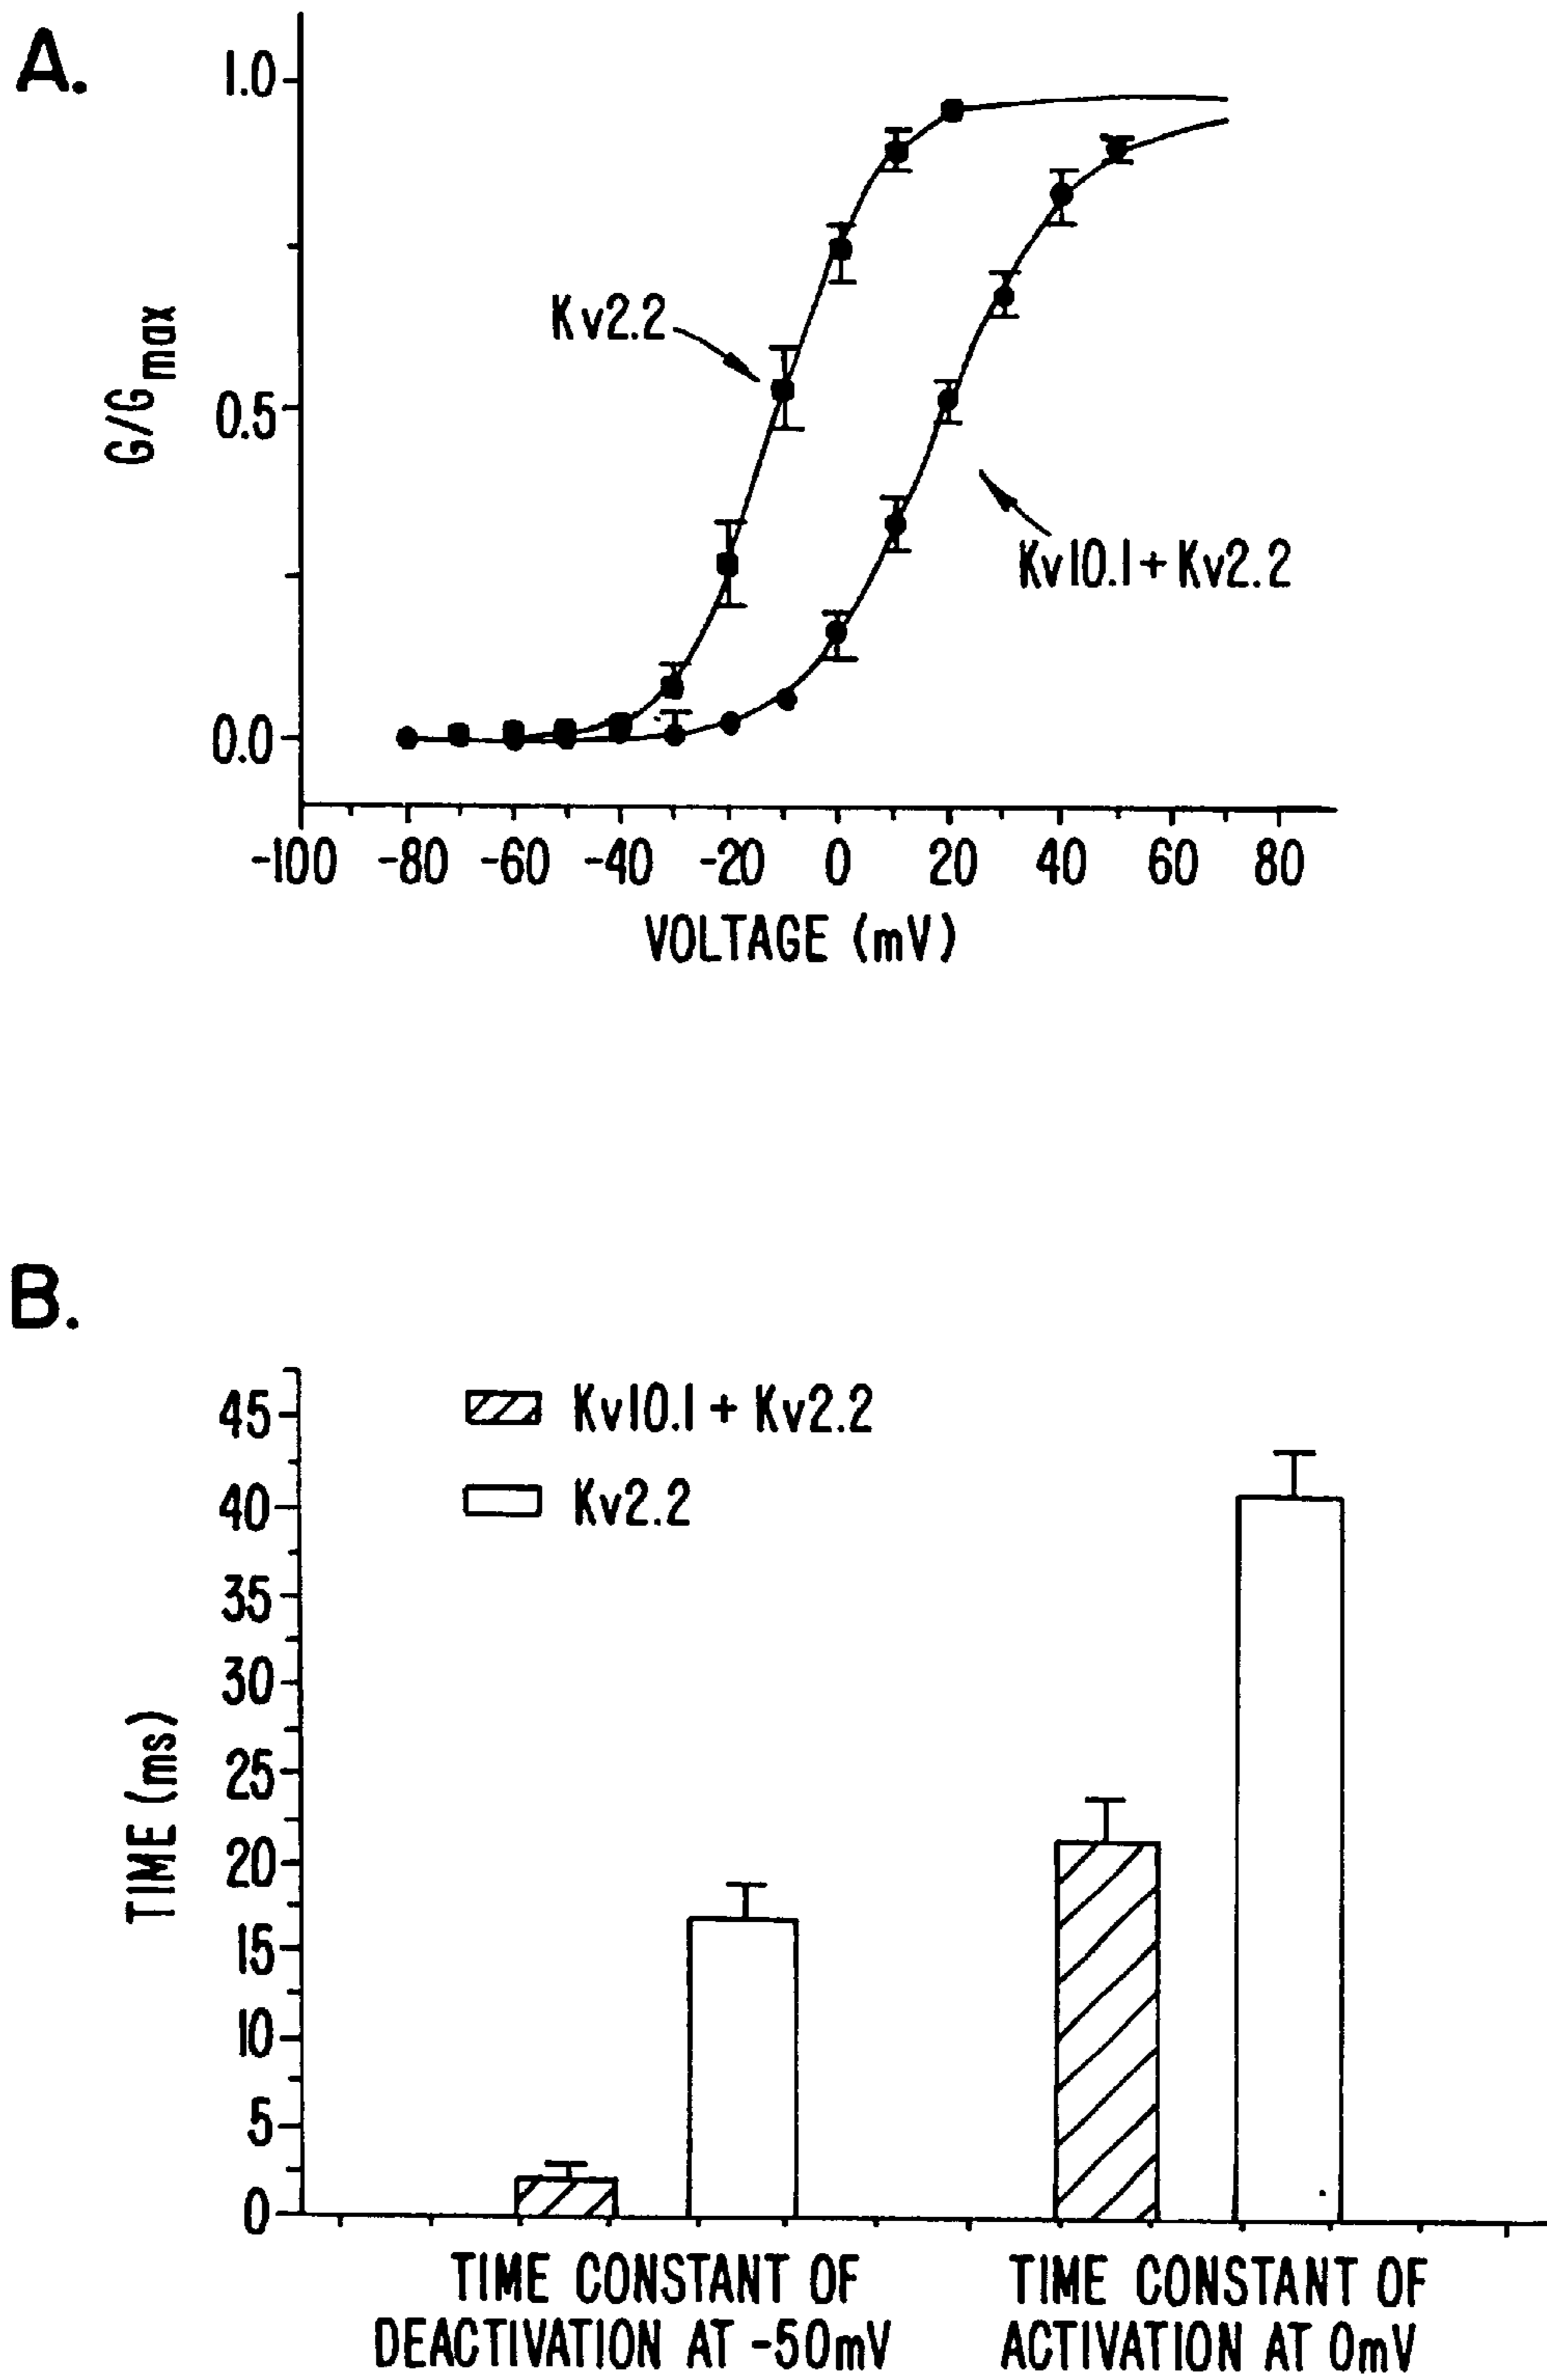 A.
1.0
0.5
0.0
G/Gmax
Kv2.2
Kv10.1 + Kv2.2
-100 -80 -60 -40 -20 0 20 40 60 80
VOLTAGE (mV)
B.
45
40
35
30
25
20
15
10
5
0
TIME (ms)
Kv10.1 + Kv2.2
Kv2.2
TIME CONSTANT OF
DEACTIVATION AT -50mV
TIME CONSTANT OF
ACTIVATION AT 0mV